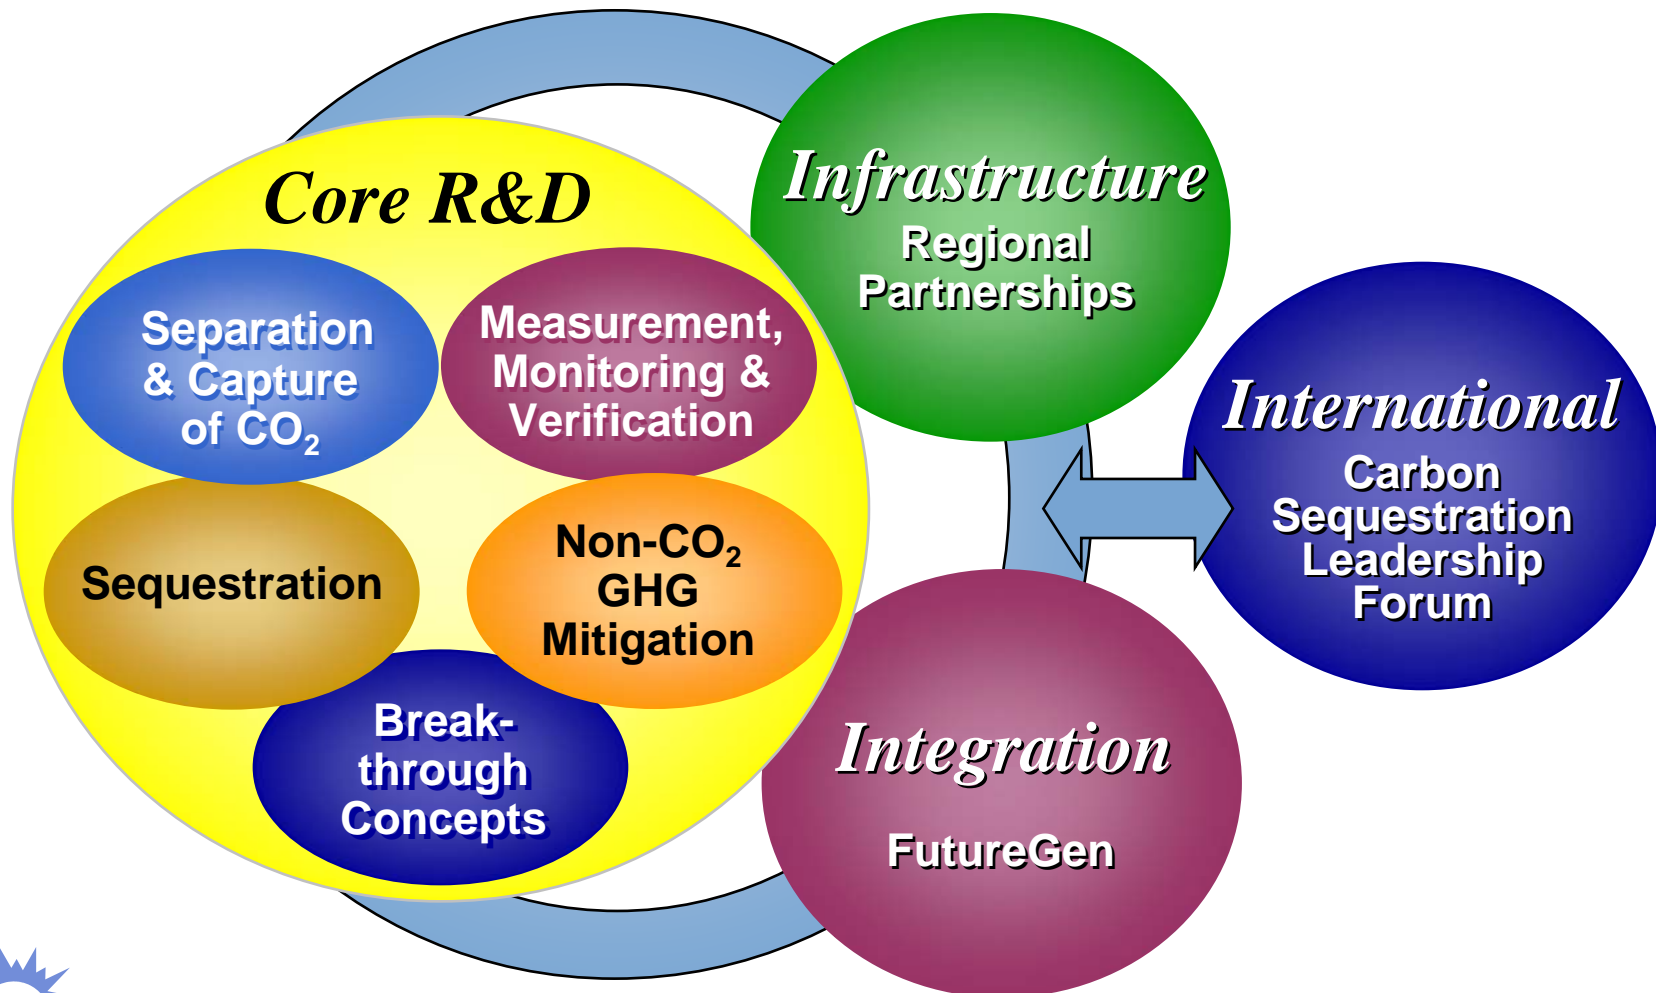 Core R&D
Separation
& Capture
of CO₂
Measurement,
Monitoring &
Verification
Sequestration
Non-CO₂
GHG
Mitigation
Break-
through
Concepts
Infrastructure
Regional
Partnerships
International
Carbon
Sequestration
Leadership
Forum
Integration
FutureGen